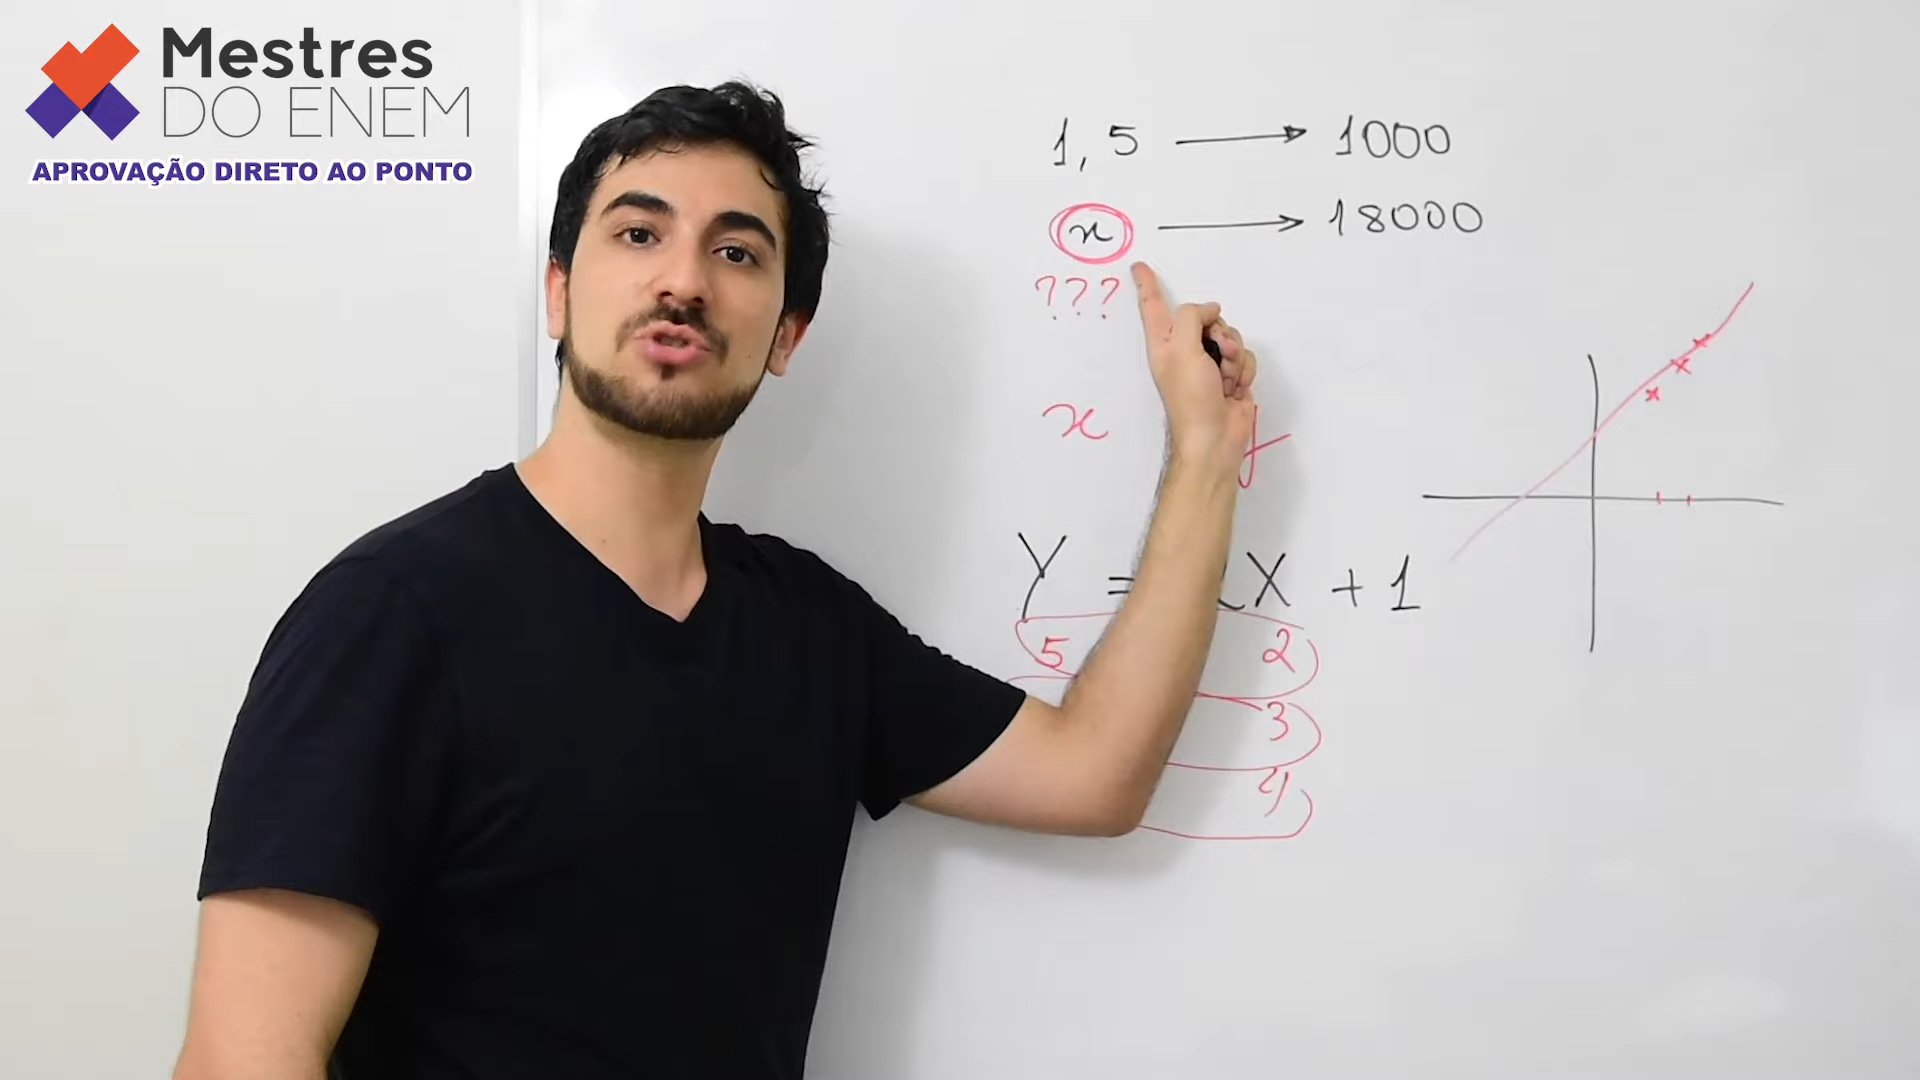 Mestres
DO ENEM
APROVAÇÃO DIRETO AO PONTO
1,5 → 1000
x → 18000
???
x y
Y = X + 1
5 2
3
4